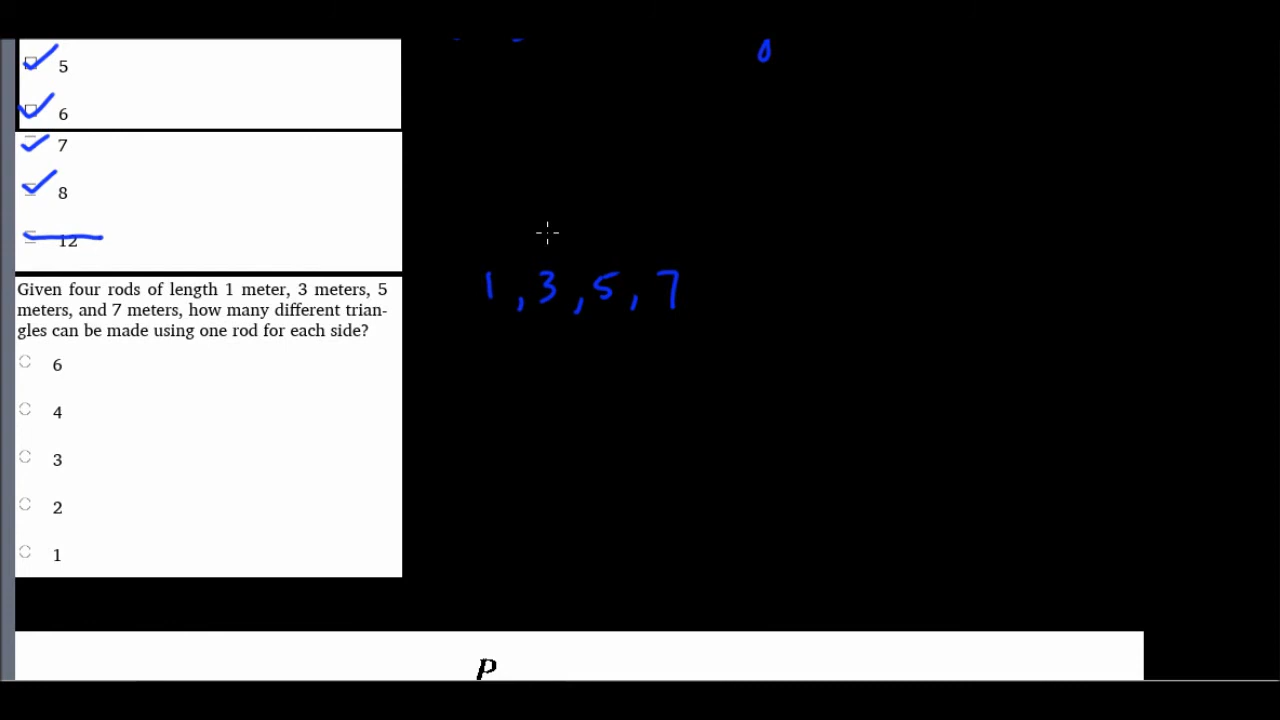 5
6
7
8
12
1, 3, 5, 7
Given four rods of length 1 meter, 3 meters, 5
meters, and 7 meters, how many different trian-
gles can be made using one rod for each side?
6
4
3
2
1
p